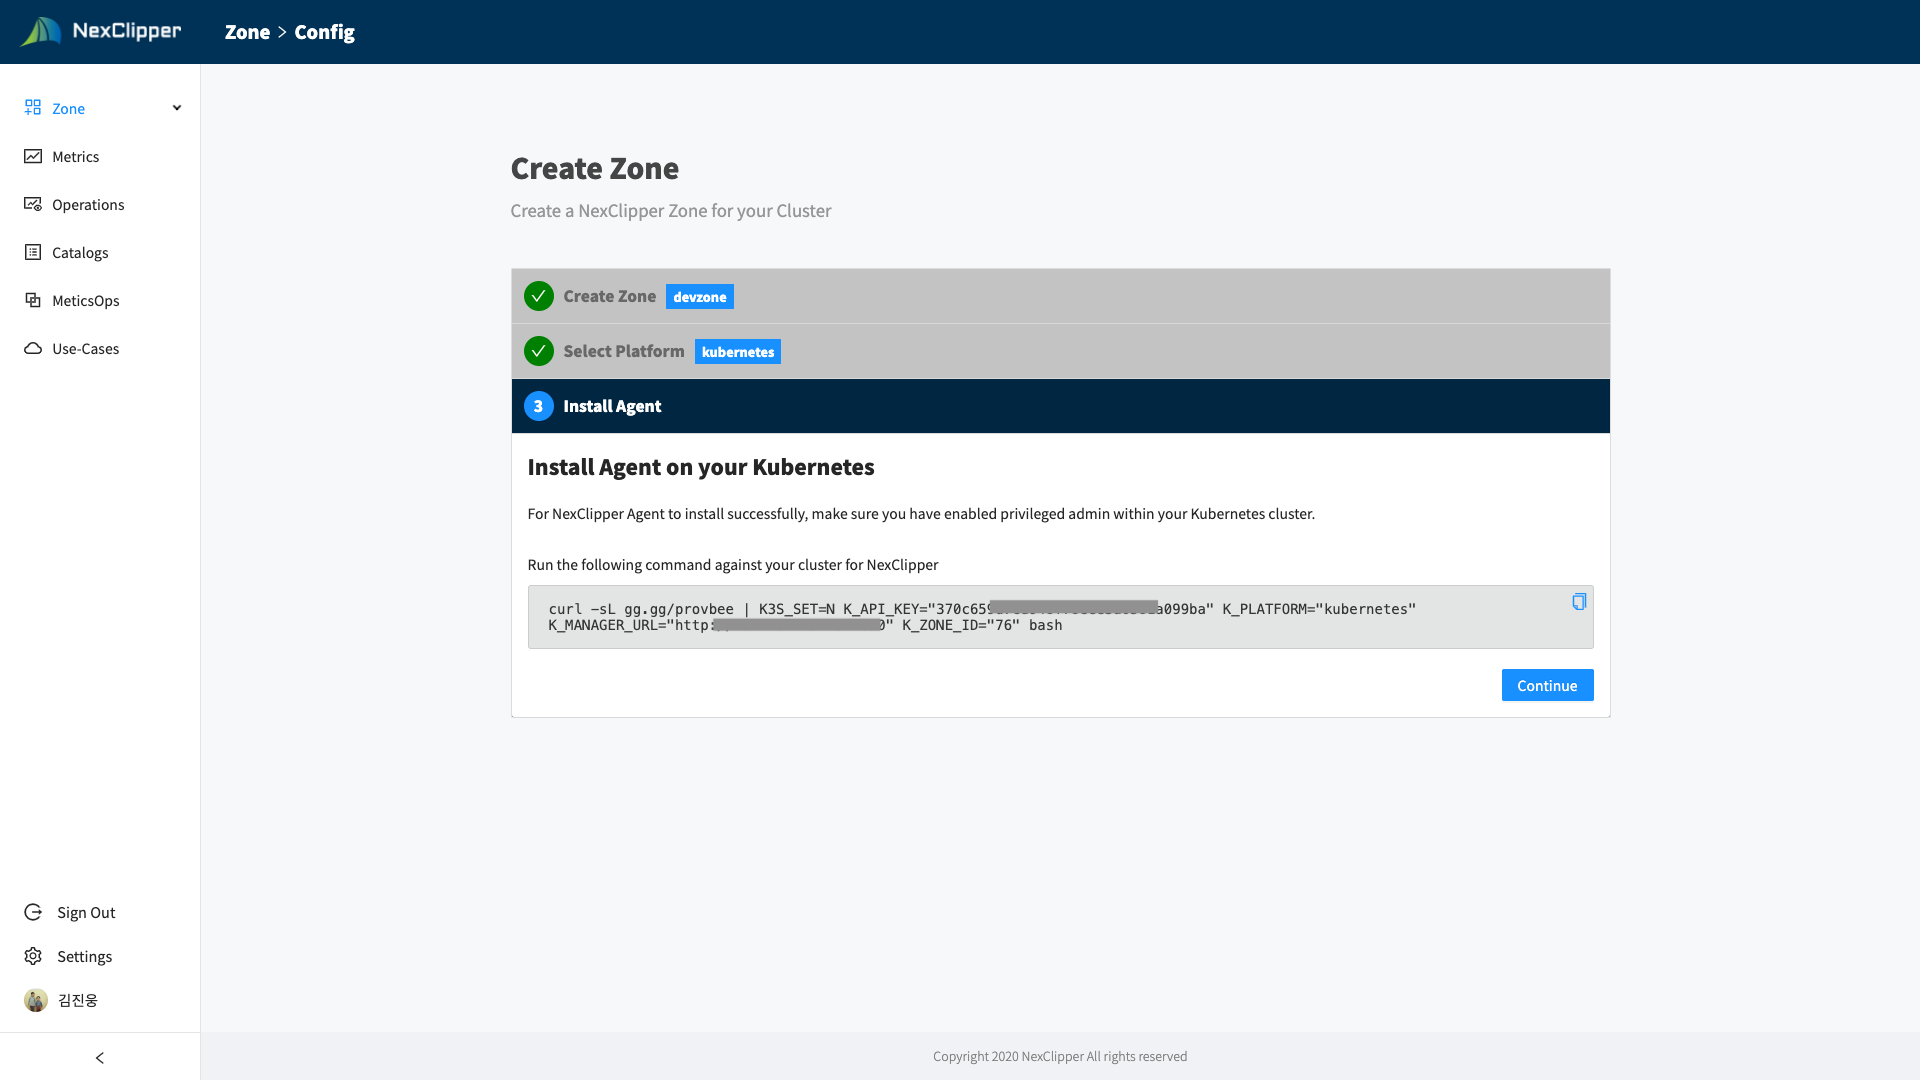 NexClipper
Zone > Config
Zone
Metrics
Operations
Catalogs
MeticsOps
Use-Cases
Create Zone
Create a NexClipper Zone for your Cluster
Create Zone devzone
Select Platform kubernetes
3 Install Agent
Install Agent on your Kubernetes
For NexClipper Agent to install successfully, make sure you have enabled privileged admin within your Kubernetes cluster.
Run the following command against your cluster for NexClipper
curl -sL gg.gg/provbee | K3S_SET=N K_API_KEY="370c659 a099ba" K_PLATFORM="kubernetes"
K_MANAGER_URL="http: 0" K_ZONE_ID="76" bash
Continue
Sign Out
Settings
김진웅
Copyright 2020 NexClipper All rights reserved